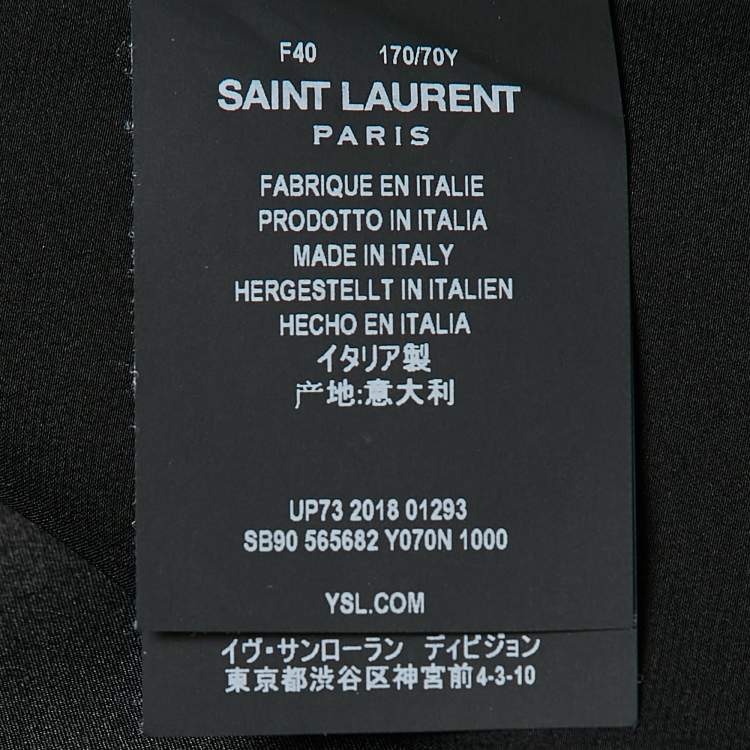 F40 170/70Y
SAINT LAURENT
PARIS
FABRIQUE EN ITALIE
PRODOTTO IN ITALIA
MADE IN ITALY
HERGESTELLT IN ITALIEN
HECHO EN ITALIA
イタリア製
产地:意大利
UP73 2018 01293
SB90 565682 Y070N 1000
YSL.COM
イヴ・サンローラン ディビジョン
東京都渋谷区神宮前4-3-10